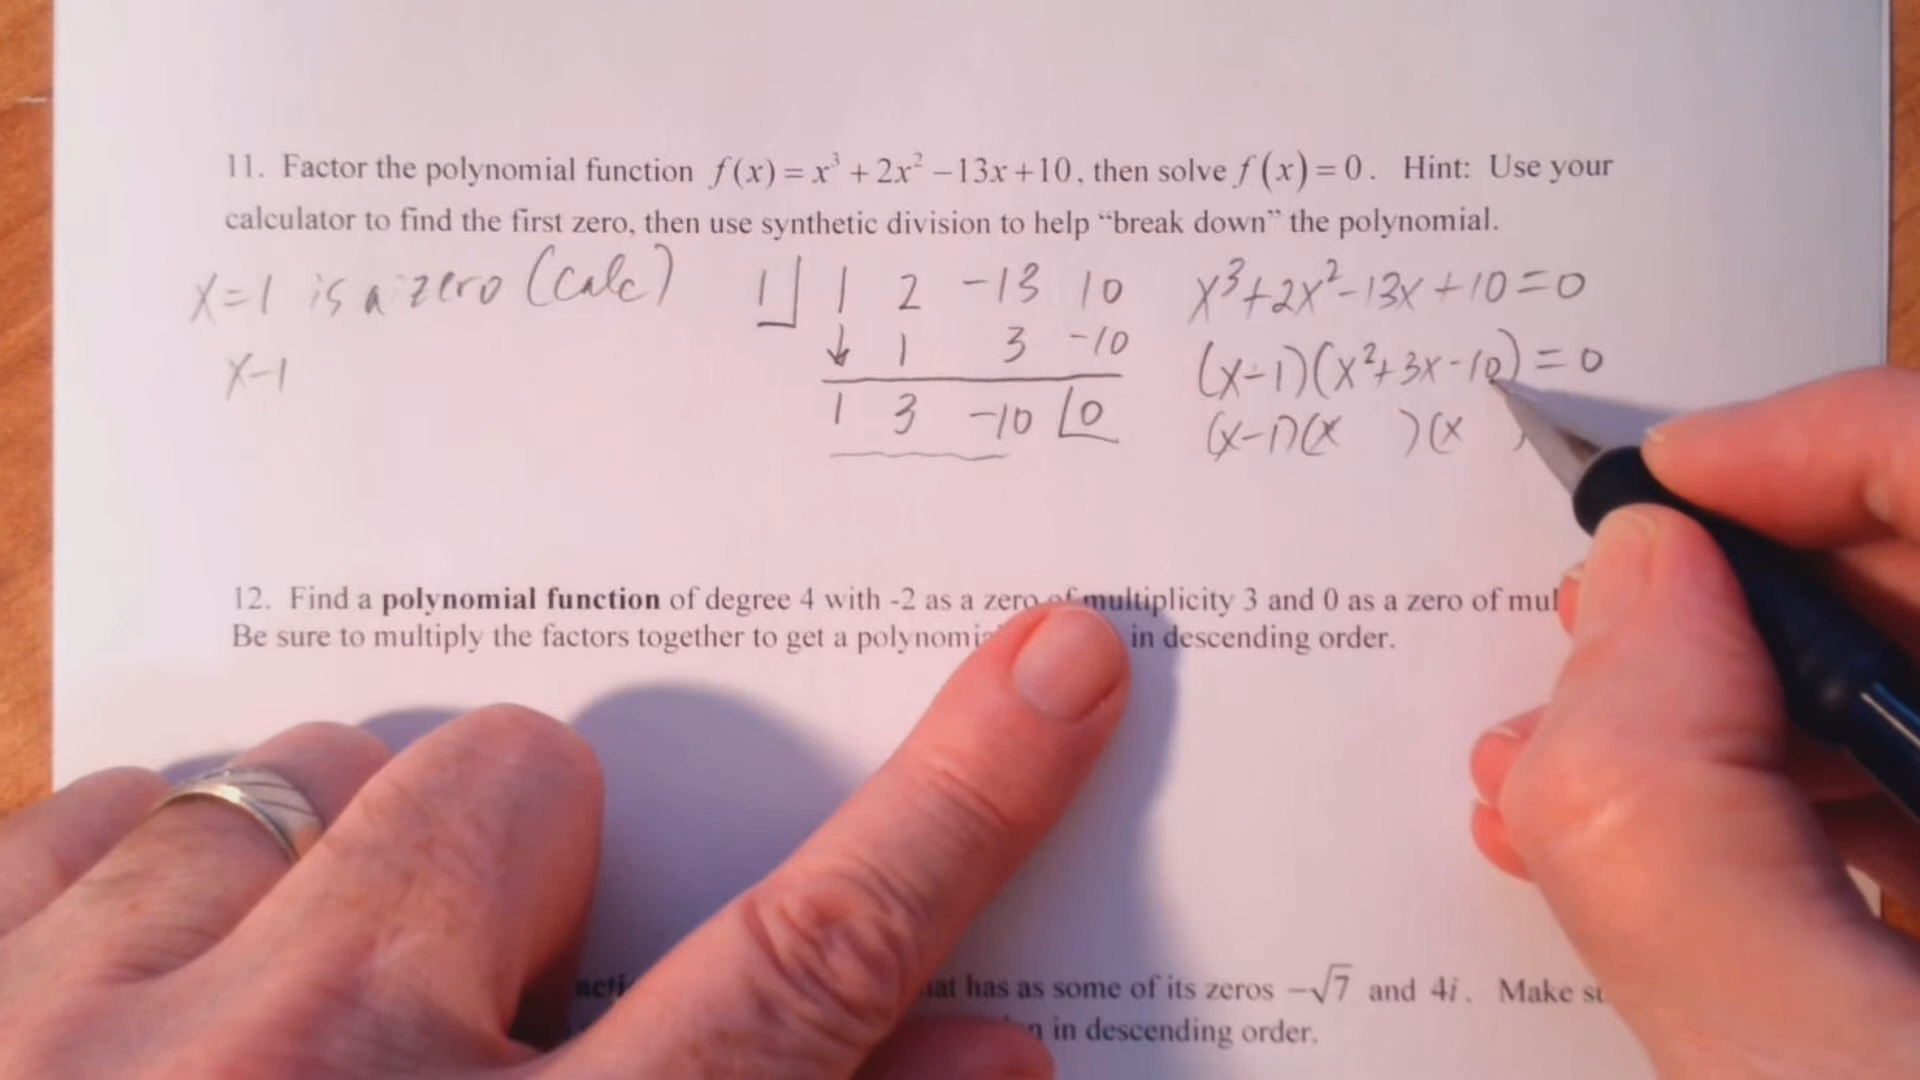 11. Factor the polynomial function f(x) = x³ + 2x² − 13x + 10, then solve f(x) = 0. Hint: Use your
calculator to find the first zero, then use synthetic division to help “break down” the polynomial.
x=1 is a zero (calc)
x-1
1 | 1 2 -13 10
↓ 1 3 -10
1 3 -10 | 0
x³+2x²-13x+10=0
(x-1)(x²+3x-10)=0
(x-1)(x )(x )
12. Find a polynomial function of degree 4 with -2 as a zero of multiplicity 3 and 0 as a zero of
Be sure to multiply the factors together to get a in descending order.
has as some of its zeros −√7 and 4i. Make
in descending order.